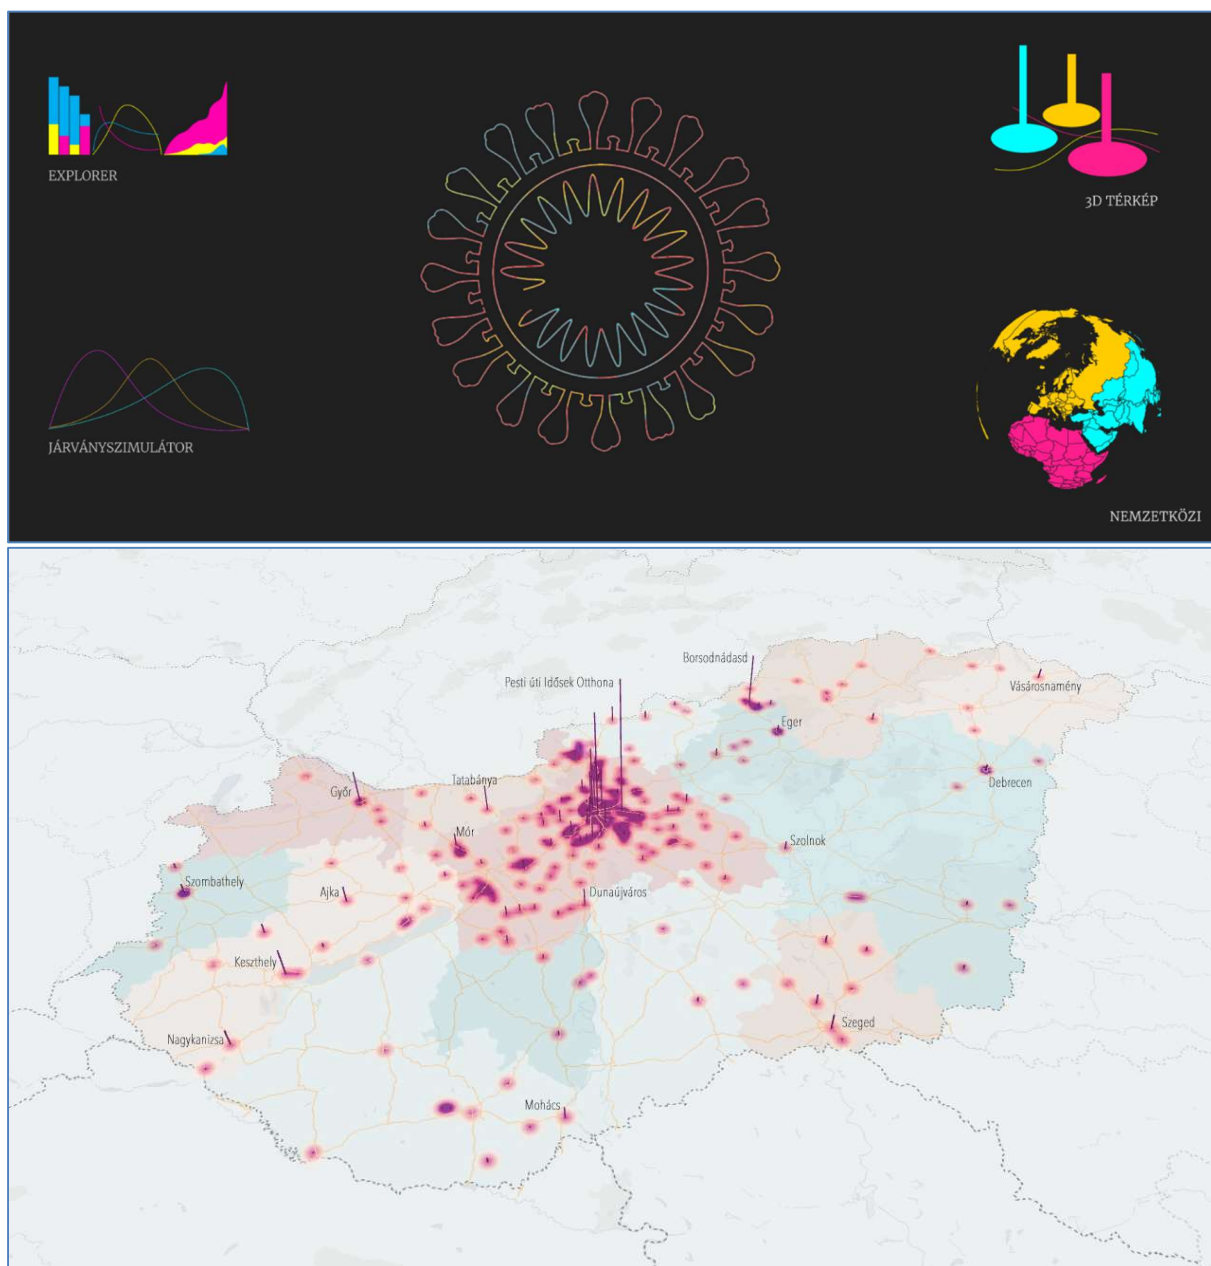 EXPLORER
3D TÉRKÉP
JÁRVÁNYSZIMULÁTOR
NEMZETKÖZI
Borsodnádasd
Pesti úti Idősek Otthona
Vásárosnamény
Eger
Tatabánya
Debrecen
Győr
Mór
Szolnok
Szombathely
Ajka
Dunaújváros
Keszthely
Szeged
Nagykanizsa
Mohács